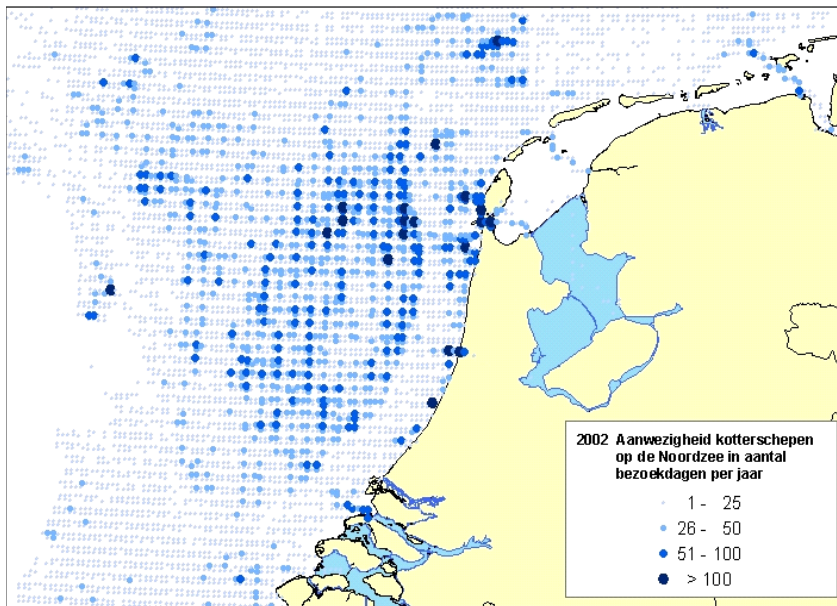 2002 Aanwezigheid kotterschepen
op de Noordzee in aantal
bezoekdagen per jaar
1 - 25
26 - 50
51 - 100
> 100